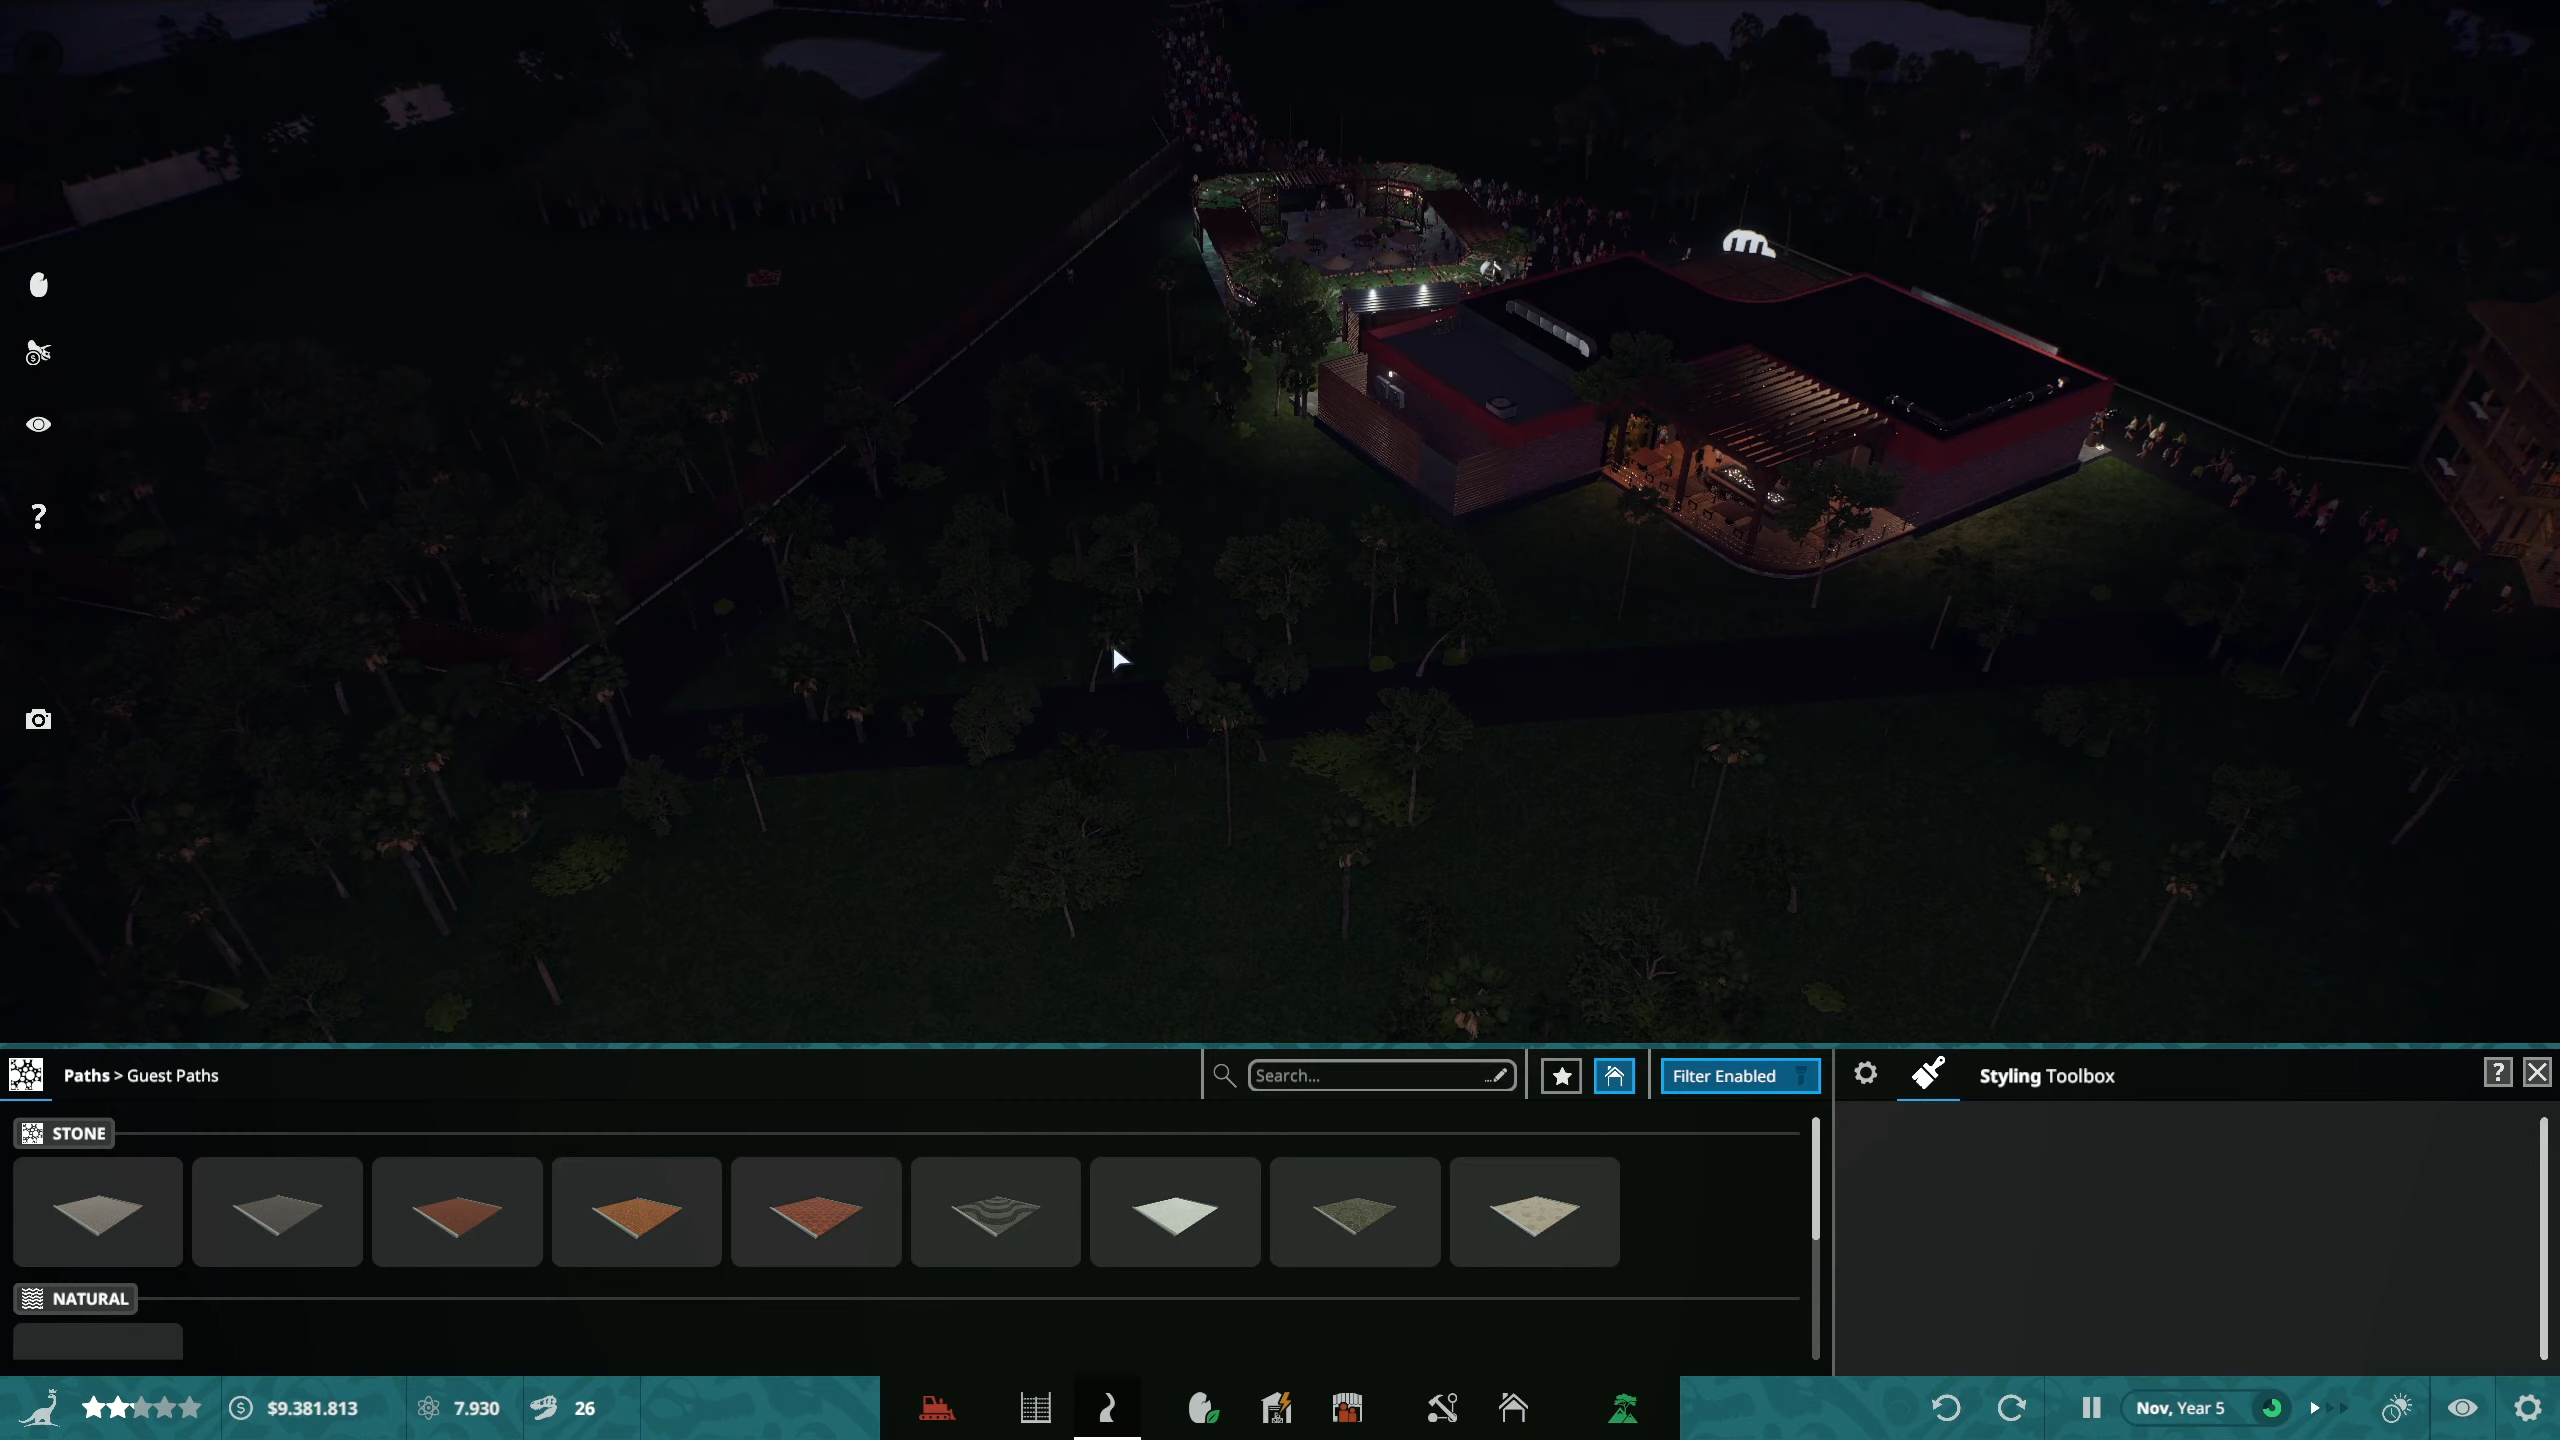 Paths > Guest Paths
Search...
Filter Enabled
Styling Toolbox
?
STONE
NATURAL
$9.381.813
7.930
26
Nov, Year 5
?